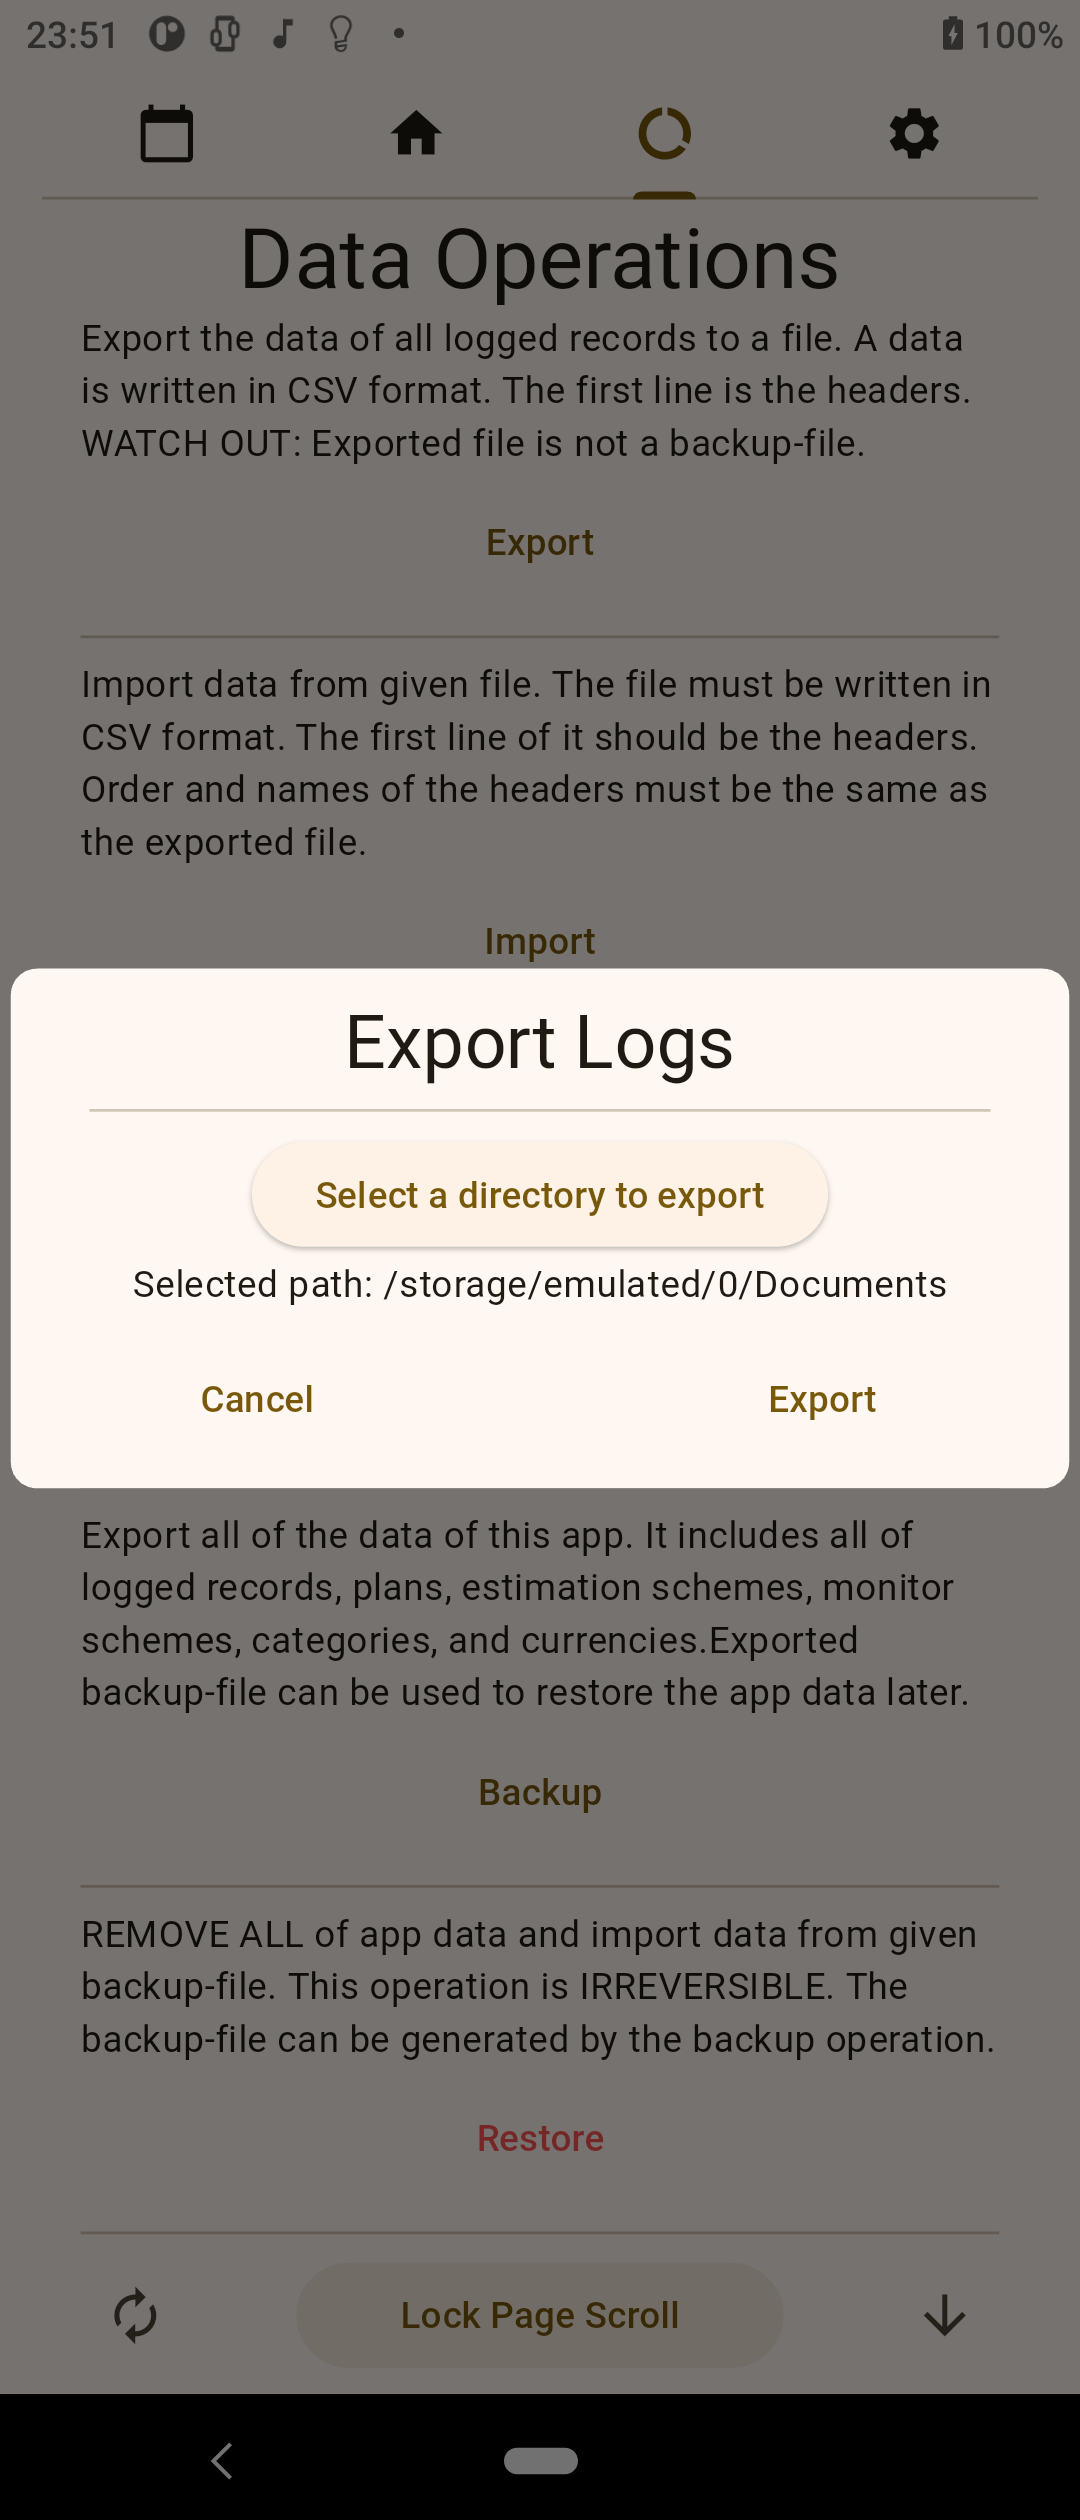 23:51
100%
Data Operations
Export the data of all logged records to a file. A data
is written in CSV format. The first line is the headers.
WATCH OUT: Exported file is not a backup-file.
Export
Import data from given file. The file must be written in
CSV format. The first line of it should be the headers.
Order and names of the headers must be the same as
the exported file.
Import
Export Logs
Select a directory to export
Selected path: /storage/emulated/0/Documents
Cancel
Export
Export all of the data of this app. It includes all of
logged records, plans, estimation schemes, monitor
schemes, categories, and currencies.Exported
backup-file can be used to restore the app data later.
Backup
REMOVE ALL of app data and import data from given
backup-file. This operation is IRREVERSIBLE. The
backup-file can be generated by the backup operation.
Restore
Lock Page Scroll